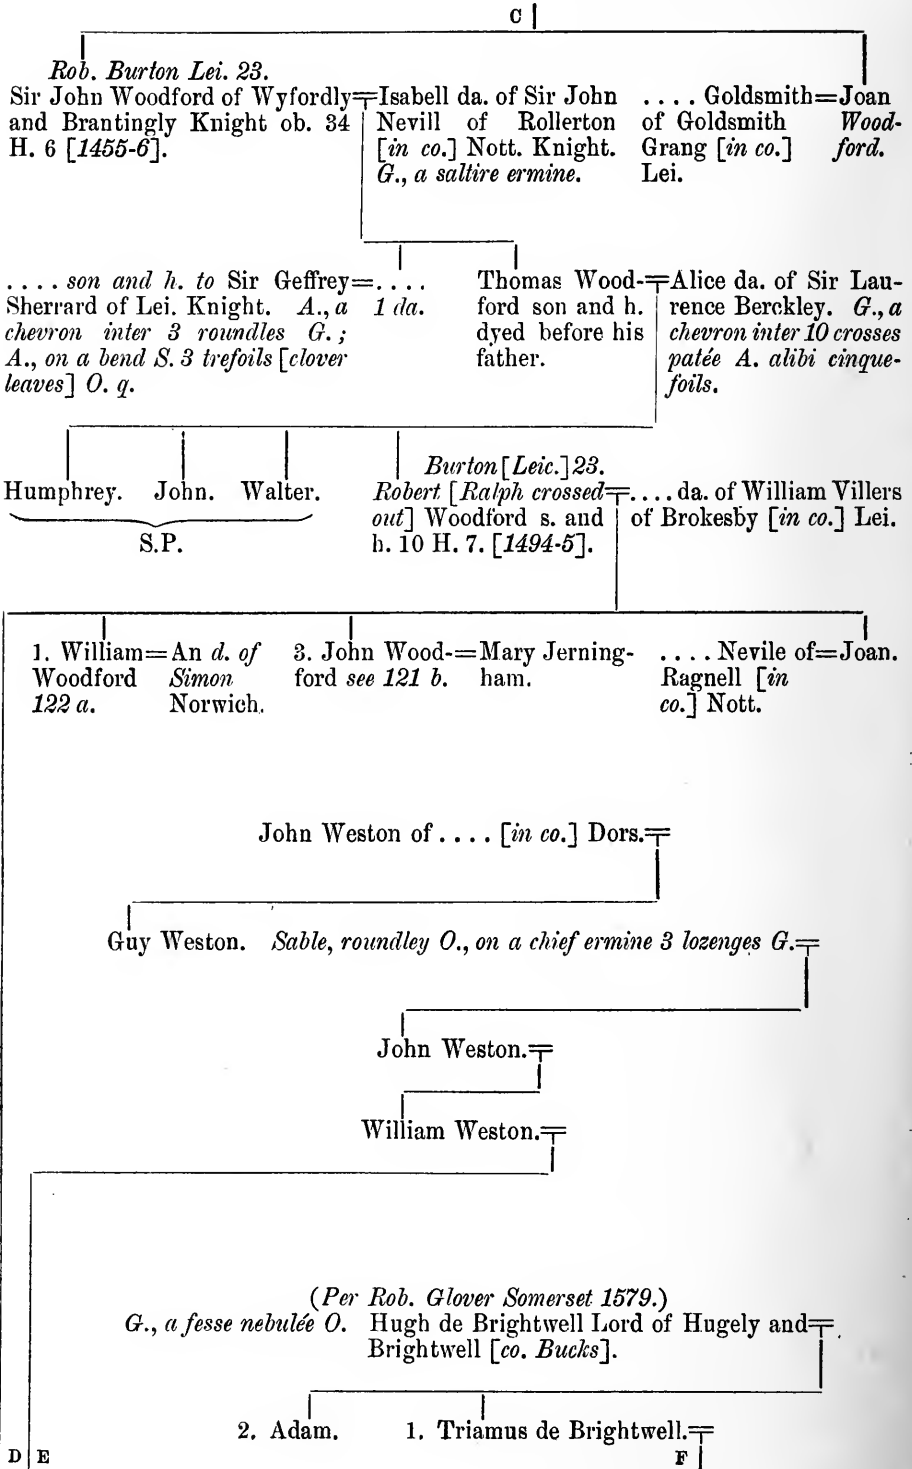 C
Rob. Burton Lei. 23.
Sir John Woodford of Wyfordly=Isabell da. of Sir John
and Brantingly Knight ob. 34 Nevill of Rollerton
H. 6 [1455-6]. [in co.] Nott. Knight.
G., a saltire ermine.
.... Goldsmith=Joan
of Goldsmith Wood-
Grang [in co.] ford.
Lei.
.... son and h. to Sir Geffrey=....
Sherrard of Lei. Knight. A., a 1 da.
chevron inter 3 roundles G. ;
A., on a bend S. 3 trefoils [clover
leaves] O. q.
Thomas Wood-=Alice da. of Sir Lau-
ford son and h. rence Berckley. G., a
dyed before his chevron inter 10 crosses
father. patée A. alibi cinque-
foils.
Humphrey. John. Walter.
S.P.
Burton [Leic.] 23.
Robert [Ralph crossed=.... da. of William Villers
out] Woodford s. and of Brokesby [in co.] Lei.
h. 10 H. 7. [1494-5].
1. William=An d. of
Woodford Simon
122 a. Norwich.
3. John Wood-=Mary Jerning-
ford see 121 b. ham.
.... Nevile of=Joan.
Ragnell [in
co.] Nott.
John Weston of .... [in co.] Dors.=
Guy Weston. Sable, roundley O., on a chief ermine 3 lozenges G.=
John Weston.=
William Weston.=
(Per Rob. Glover Somerset 1579.)
G., a fesse nebulée O. Hugh de Brightwell Lord of Hugely and=
Brightwell [co. Bucks].
2. Adam. 1. Triamus de Brightwell.=
D E F